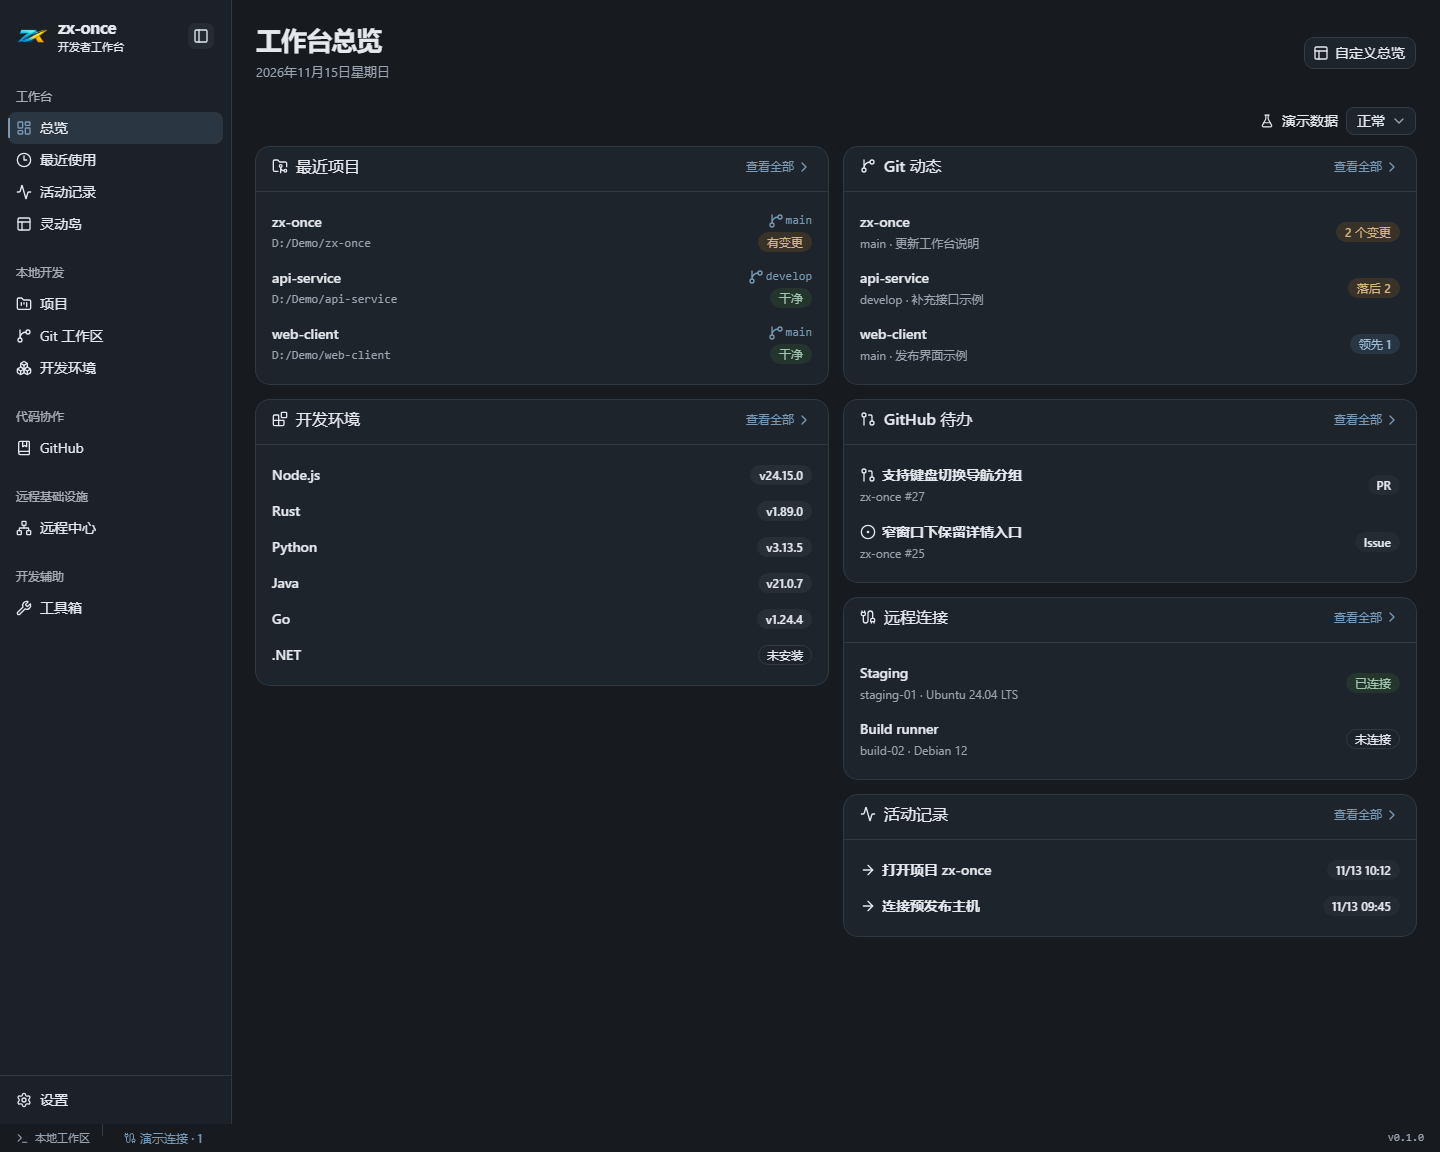 zx-once
开发者工作台
工作台
总览
最近使用
活动记录
灵动岛
本地开发
项目
Git 工作区
开发环境
代码协作
GitHub
远程基础设施
远程中心
开发辅助
工具箱
设置
工作台总览
2026年11月15日星期日
自定义总览
演示数据
正常
最近项目
查看全部
zx-once
main
D:/Demo/zx-once
有变更
api-service
develop
D:/Demo/api-service
干净
web-client
main
D:/Demo/web-client
干净
Git 动态
查看全部
zx-once
main · 更新工作台说明
2 个变更
api-service
develop · 补充接口示例
落后 2
web-client
main · 发布界面示例
领先 1
开发环境
查看全部
Node.js
v24.15.0
Rust
v1.89.0
Python
v3.13.5
Java
v21.0.7
Go
v1.24.4
.NET
未安装
GitHub 待办
查看全部
支持键盘切换导航分组
zx-once #27
PR
窄窗口下保留详情入口
zx-once #25
Issue
远程连接
查看全部
Staging
staging-01 · Ubuntu 24.04 LTS
已连接
Build runner
build-02 · Debian 12
未连接
活动记录
查看全部
打开项目 zx-once
11/13 10:12
连接预发布主机
11/13 09:45
本地工作区
演示连接 · 1
v0.1.0